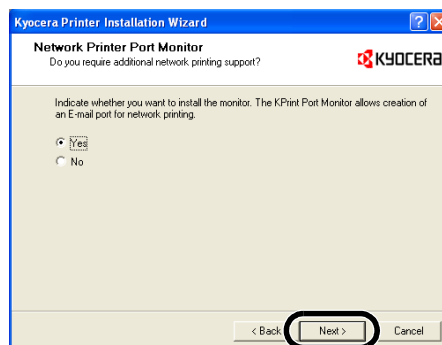 Kyocera Printer Installation Wizard
Network Printer Port Monitor
Do you require additional network printing support?
KYOCERA
Indicate whether you want to install the monitor. The KPrint Port Monitor allows creation of
an E-mail port for network printing.
Yes
No
< Back Next > Cancel